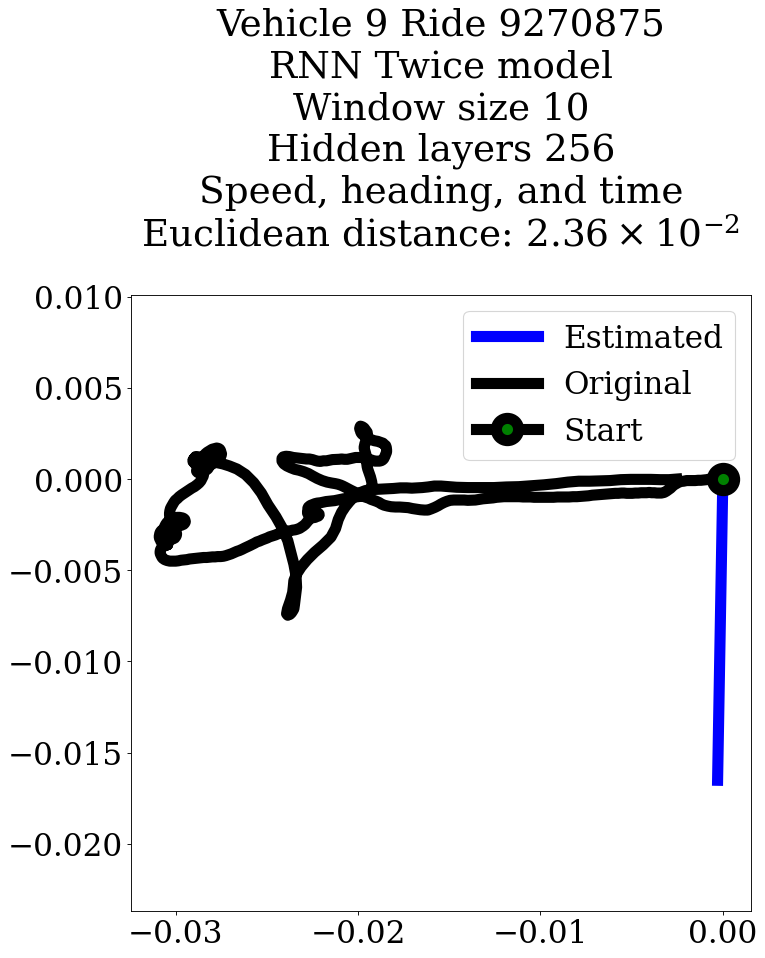 Vehicle 9 Ride 9270875
RNN Twice model
Window size 10
Hidden layers 256
Speed, heading, and time
Euclidean distance: 2.36 × 10⁻²
0.010
0.005
0.000
−0.005
−0.010
−0.015
−0.020
Estimated
Original
Start
−0.03 −0.02 −0.01 0.00